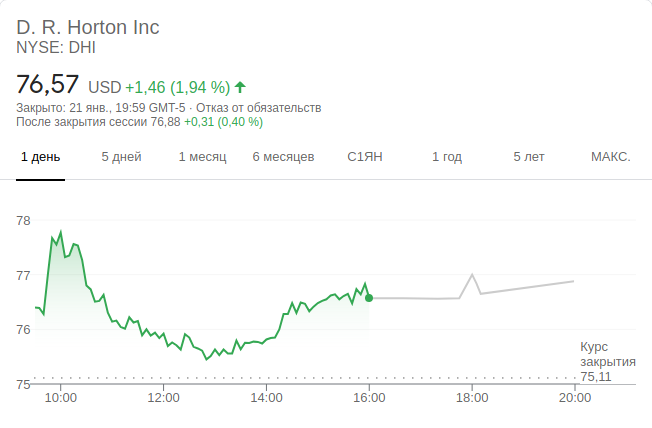 D. R. Horton Inc
NYSE: DHI
76,57 USD +1,46 (1,94 %)
Закрыто: 21 янв., 19:59 GMT-5 · Отказ от обязательств
После закрытия сессии 76,88 +0,31 (0,40 %)
1 день 5 дней 1 месяц 6 месяцев С1ЯН 1 год 5 лет МАКС.
78
77
76
75
Курс
закрытия
75,11
10:00 12:00 14:00 16:00 18:00 20:00